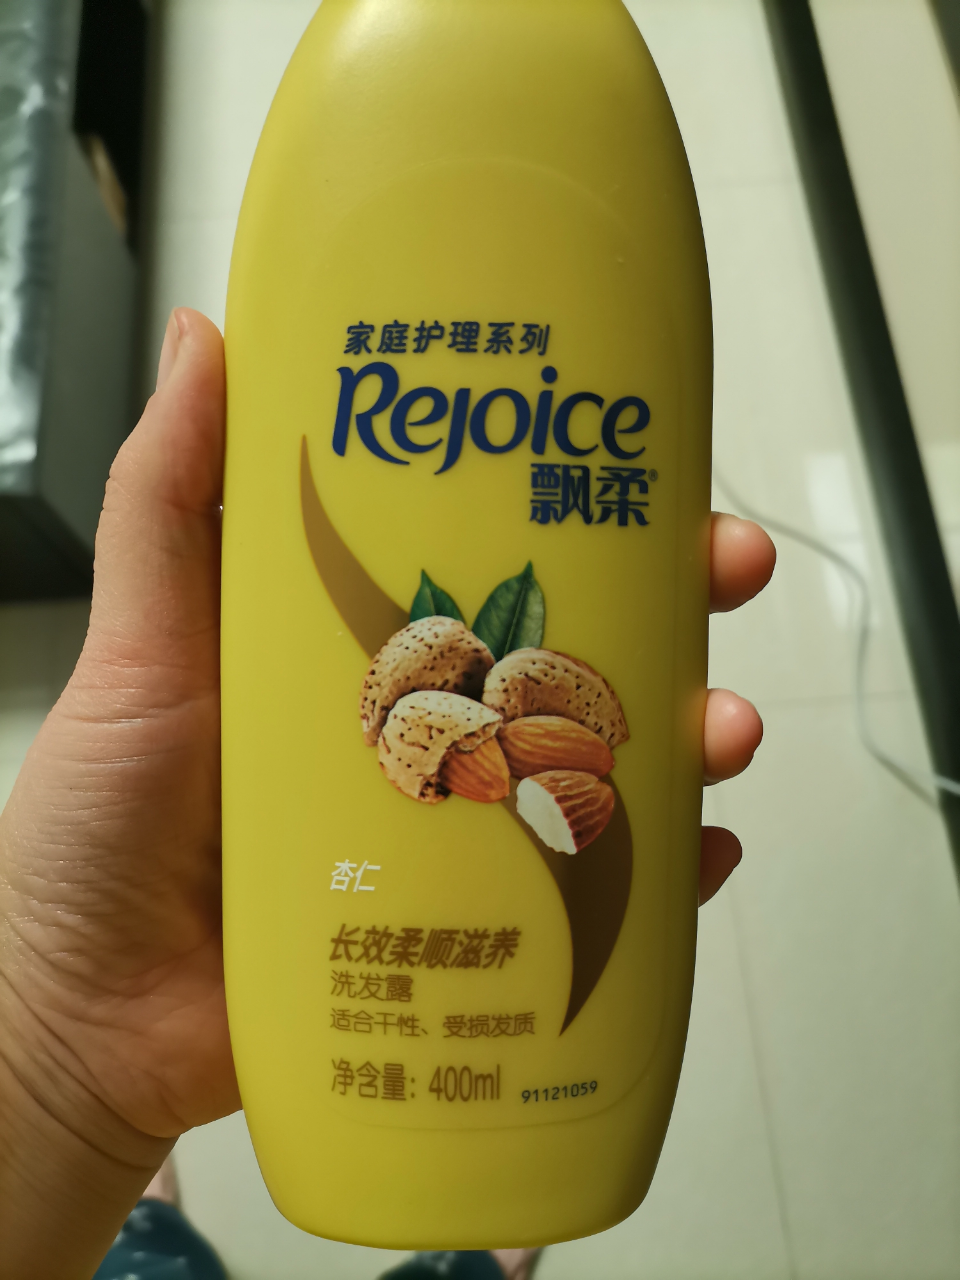 家庭护理系列
Rejoice
飘柔®
杏仁
长效柔顺滋养
洗发露
适合干性、受损发质
净含量: 400ml
91121059